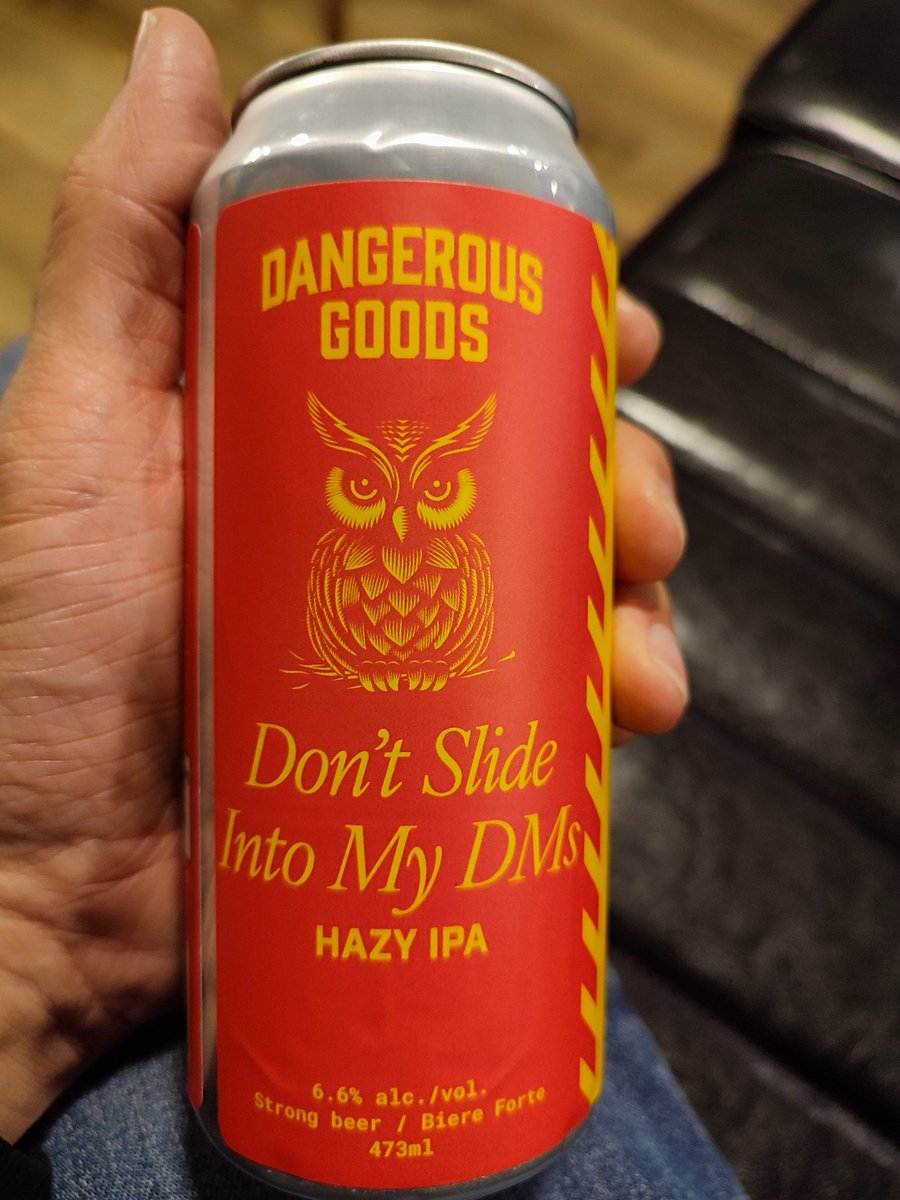 DANGEROUS
GOODS
Don't Slide
Into My DMs
HAZY IPA
6.6% alc./vol.
Strong beer / Biere Forte
473ml